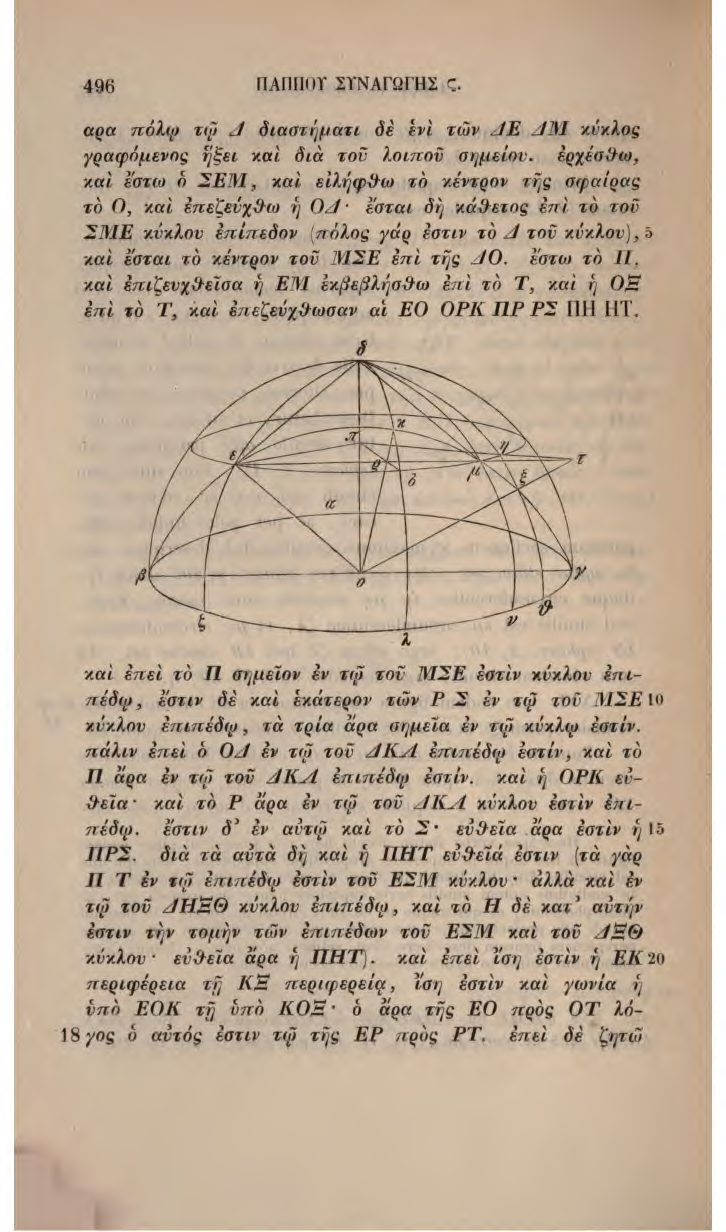 496 ΠΑΠΠΟΥ ΣΥΝΑΓΩΓΗΣ ϛ.
αρα πόλῳ τῷ Δ διαστήματι δὲ ἑνὶ τῶν ΔΕ ΔΜ κύκλος
γραφόμενος ἥξει καὶ διὰ τοῦ λοιποῦ σημείου. ἐρχέσθω,
καὶ ἔστω ὁ ΣΕΜ, καὶ εἰλήφθω τὸ κέντρον τῆς σφαίρας
τὸ Ο, καὶ ἐπεζεύχθω ἡ ΟΔ· ἔσται δὴ κάθετος ἐπὶ τὸ τοῦ
ΣΜΕ κύκλου ἐπίπεδον (πόλος γάρ ἐστιν τὸ Δ τοῦ κύκλου), 5
καὶ ἔσται τὸ κέντρον τοῦ ΜΣΕ ἐπὶ τῆς ΔΟ. ἔστω τὸ Π,
καὶ ἐπιζευχθεῖσα ἡ ΕΜ ἐκβεβλήσθω ἐπὶ τὸ Τ, καὶ ἡ ΟΞ
ἐπὶ τὸ Τ, καὶ ἐπεζεύχθωσαν αἱ ΕΟ ΟΡΚ ΠΡ ΡΣ ΠΗ ΗΤ.
δ
κ
π
η
ε
τ
ρ
μ
ξ
ό
α
β
ο
γ
ξ
ν
θ
λ
καὶ ἐπεὶ τὸ Π σημεῖον ἐν τῷ τοῦ ΜΣΕ ἐστὶν κύκλου ἐπι-
πέδῳ, ἔστιν δὲ καὶ ἑκάτερον τῶν Ρ Σ ἐν τῷ τοῦ ΜΣΕ 10
κύκλου ἐπιπέδῳ, τὰ τρία ἄρα σημεῖα ἐν τῷ κύκλῳ ἐστίν.
πάλιν ἐπεὶ ὁ ΟΔ ἐν τῷ τοῦ ΔΚΛ ἐπιπέδῳ ἐστίν, καὶ τὸ
Π ἄρα ἐν τῷ τοῦ ΔΚΛ ἐπιπέδῳ ἐστίν. καὶ ἡ ΟΡΚ εὐ-
θεῖα· καὶ τὸ Ρ ἄρα ἐν τῷ τοῦ ΔΚΛ κύκλου ἐστὶν ἐπι-
πέδῳ. ἔστιν δ’ ἐν αὐτῷ καὶ τὸ Σ· εὐθεῖα ἄρα ἐστὶν ἡ 15
ΠΡΣ. διὰ τὰ αὐτὰ δὴ καὶ ἡ ΠΗΤ εὐθεῖά ἐστιν (τὰ γὰρ
Π Τ ἐν τῷ ἐπιπέδῳ ἐστὶν τοῦ ΕΣΜ κύκλου· ἀλλὰ καὶ ἐν
τῷ τοῦ ΔΗΞΘ κύκλου ἐπιπέδῳ, καὶ τὸ Η δὲ κατ’ αὐτήν
ἐστιν τὴν τομὴν τῶν ἐπιπέδων τοῦ ΕΣΜ καὶ τοῦ ΔΞΘ
κύκλου· εὐθεῖα ἄρα ἡ ΠΗΤ). καὶ ἐπεὶ ἴση ἐστὶν ἡ ΕΚ 20
περιφέρεια τῇ ΚΞ περιφερείᾳ, ἴση ἐστὶν καὶ γωνία ἡ
ὑπὸ ΕΟΚ τῇ ὑπὸ ΚΟΞ· ὁ ἄρα τῆς ΕΟ πρὸς ΟΤ λό-
18 γος ὁ αὐτός ἐστιν τῷ τῆς ΕΡ πρὸς ΡΤ. ἐπεὶ δὲ ζητῶ